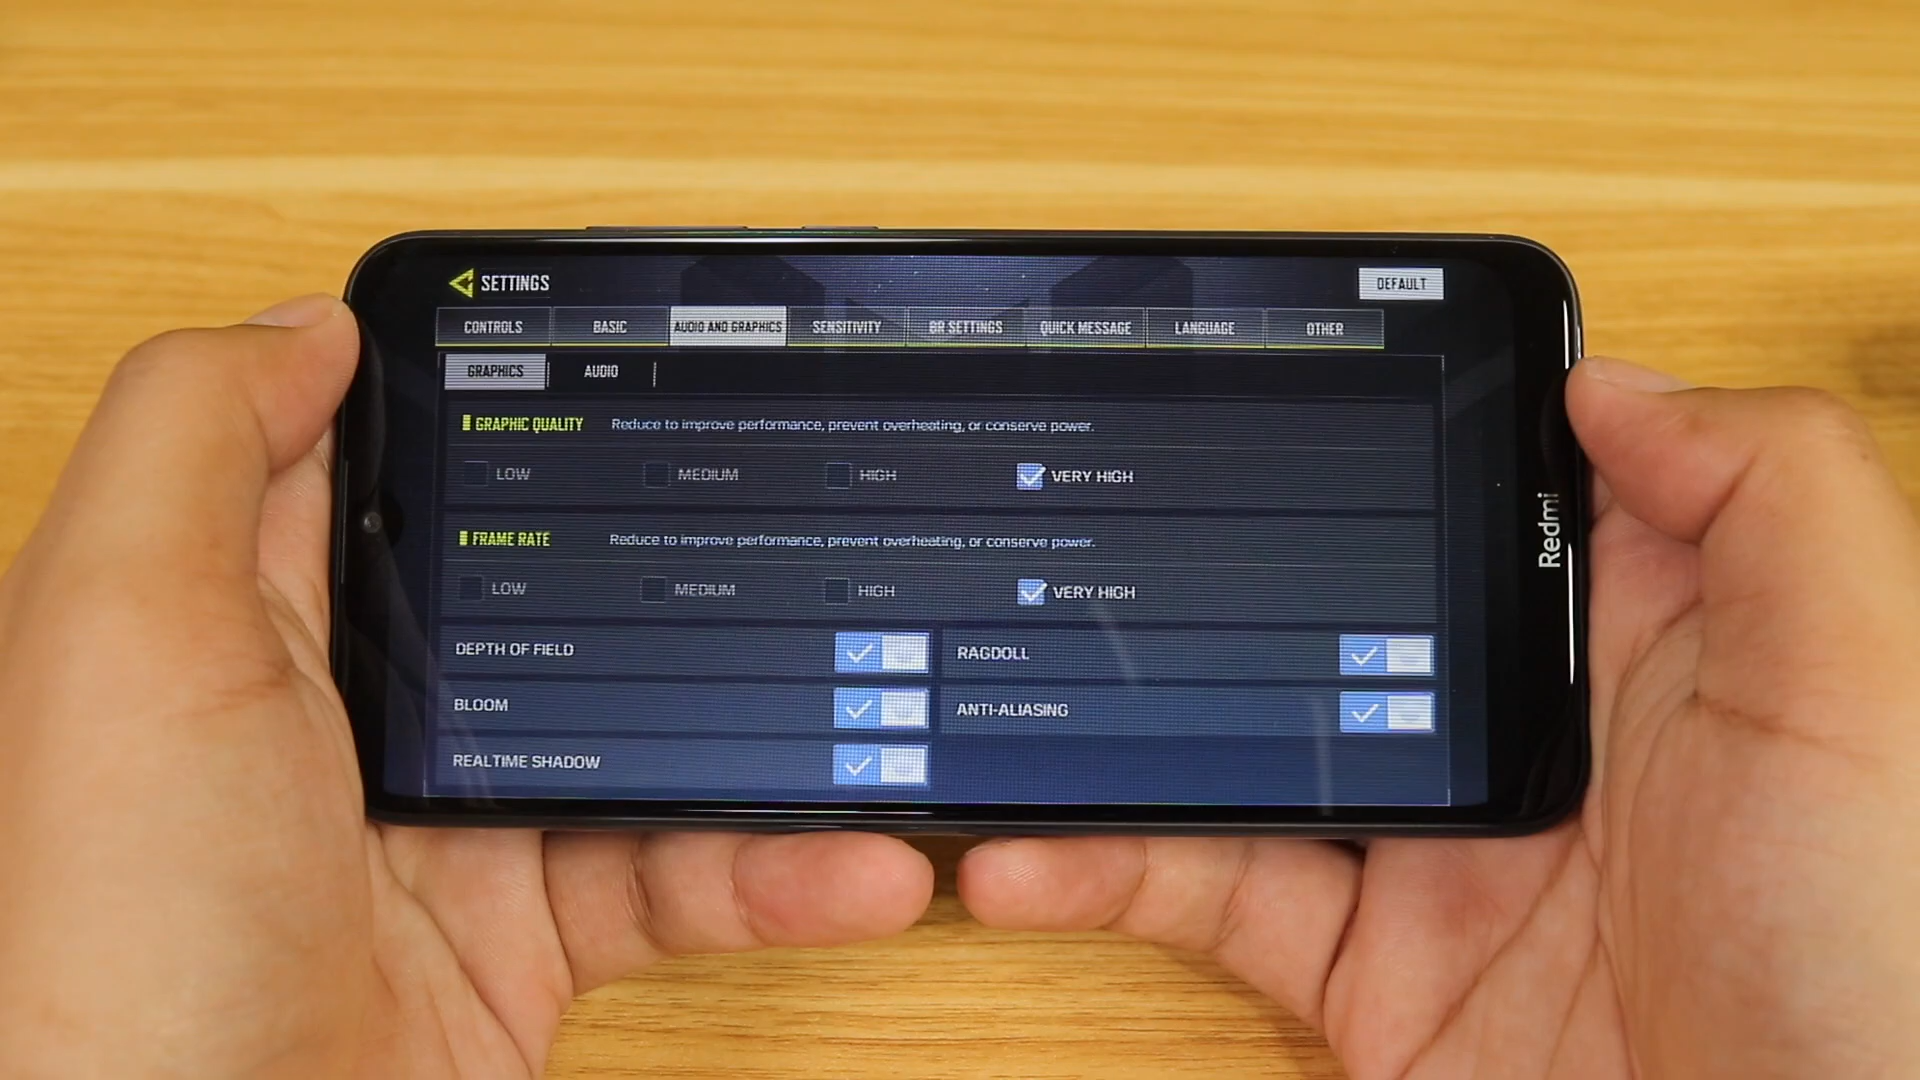 SETTINGS
DEFAULT
CONTROLS BASIC AUDIO AND GRAPHICS SENSITIVITY BR SETTINGS QUICK MESSAGE LANGUAGE OTHER
GRAPHICS AUDIO
GRAPHIC QUALITY Reduce to improve performance, prevent overheating, or conserve power.
LOW MEDIUM HIGH VERY HIGH
FRAME RATE Reduce to improve performance, prevent overheating, or conserve power.
LOW MEDIUM HIGH VERY HIGH
DEPTH OF FIELD RAGDOLL
BLOOM ANTI-ALIASING
REALTIME SHADOW
Redmi